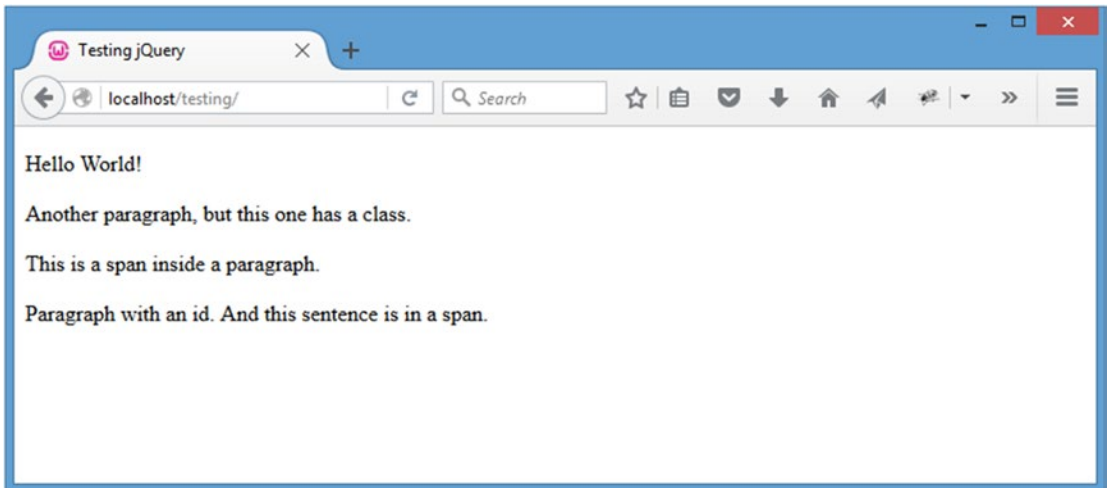 Testing jQuery
localhost/testing/
Search
Hello World!
Another paragraph, but this one has a class.
This is a span inside a paragraph.
Paragraph with an id. And this sentence is in a span.